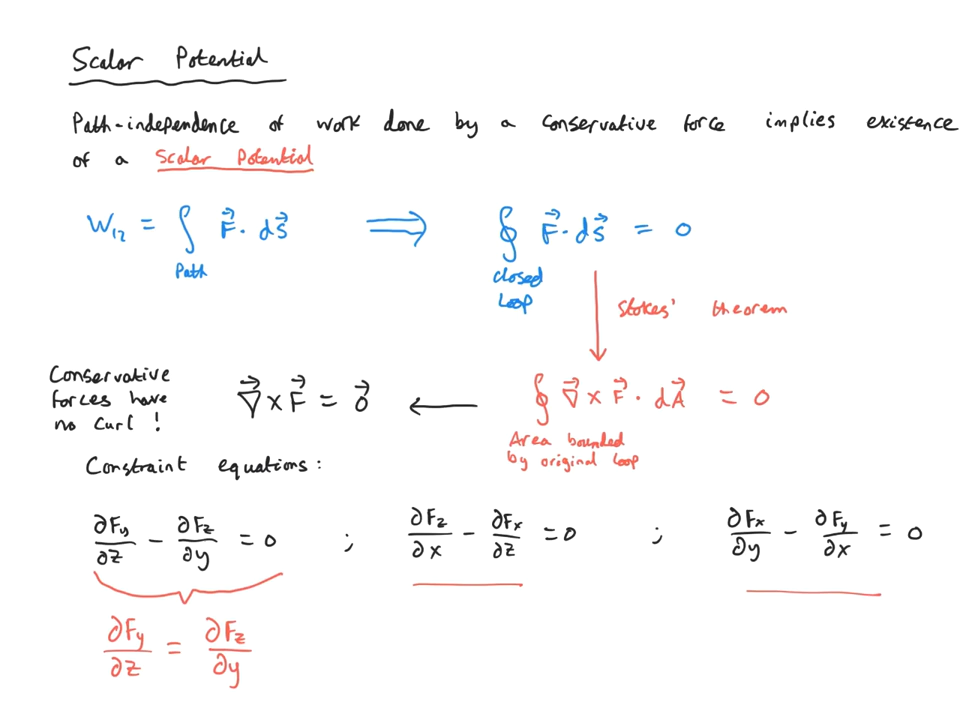 Scalar Potential
Path-independence of work done by a conservative force implies existence
of a scalar potential
W₁₂ = ∫ F⃗ · dS⃗ ⟹ ∮ F⃗ · dS⃗ = 0
Path
closed
Loop
Stokes' theorem
Conservative
forces have
no curl !
∇⃗ × F⃗ = 0⃗ ← ∮ ∇⃗ × F⃗ · dA⃗ = 0
Area bounded
by original loop
Constraint equations :
∂Fy/∂z − ∂Fz/∂y = 0 ; ∂Fz/∂x − ∂Fx/∂z = 0 ; ∂Fx/∂y − ∂Fy/∂x = 0
∂Fy/∂z = ∂Fz/∂y